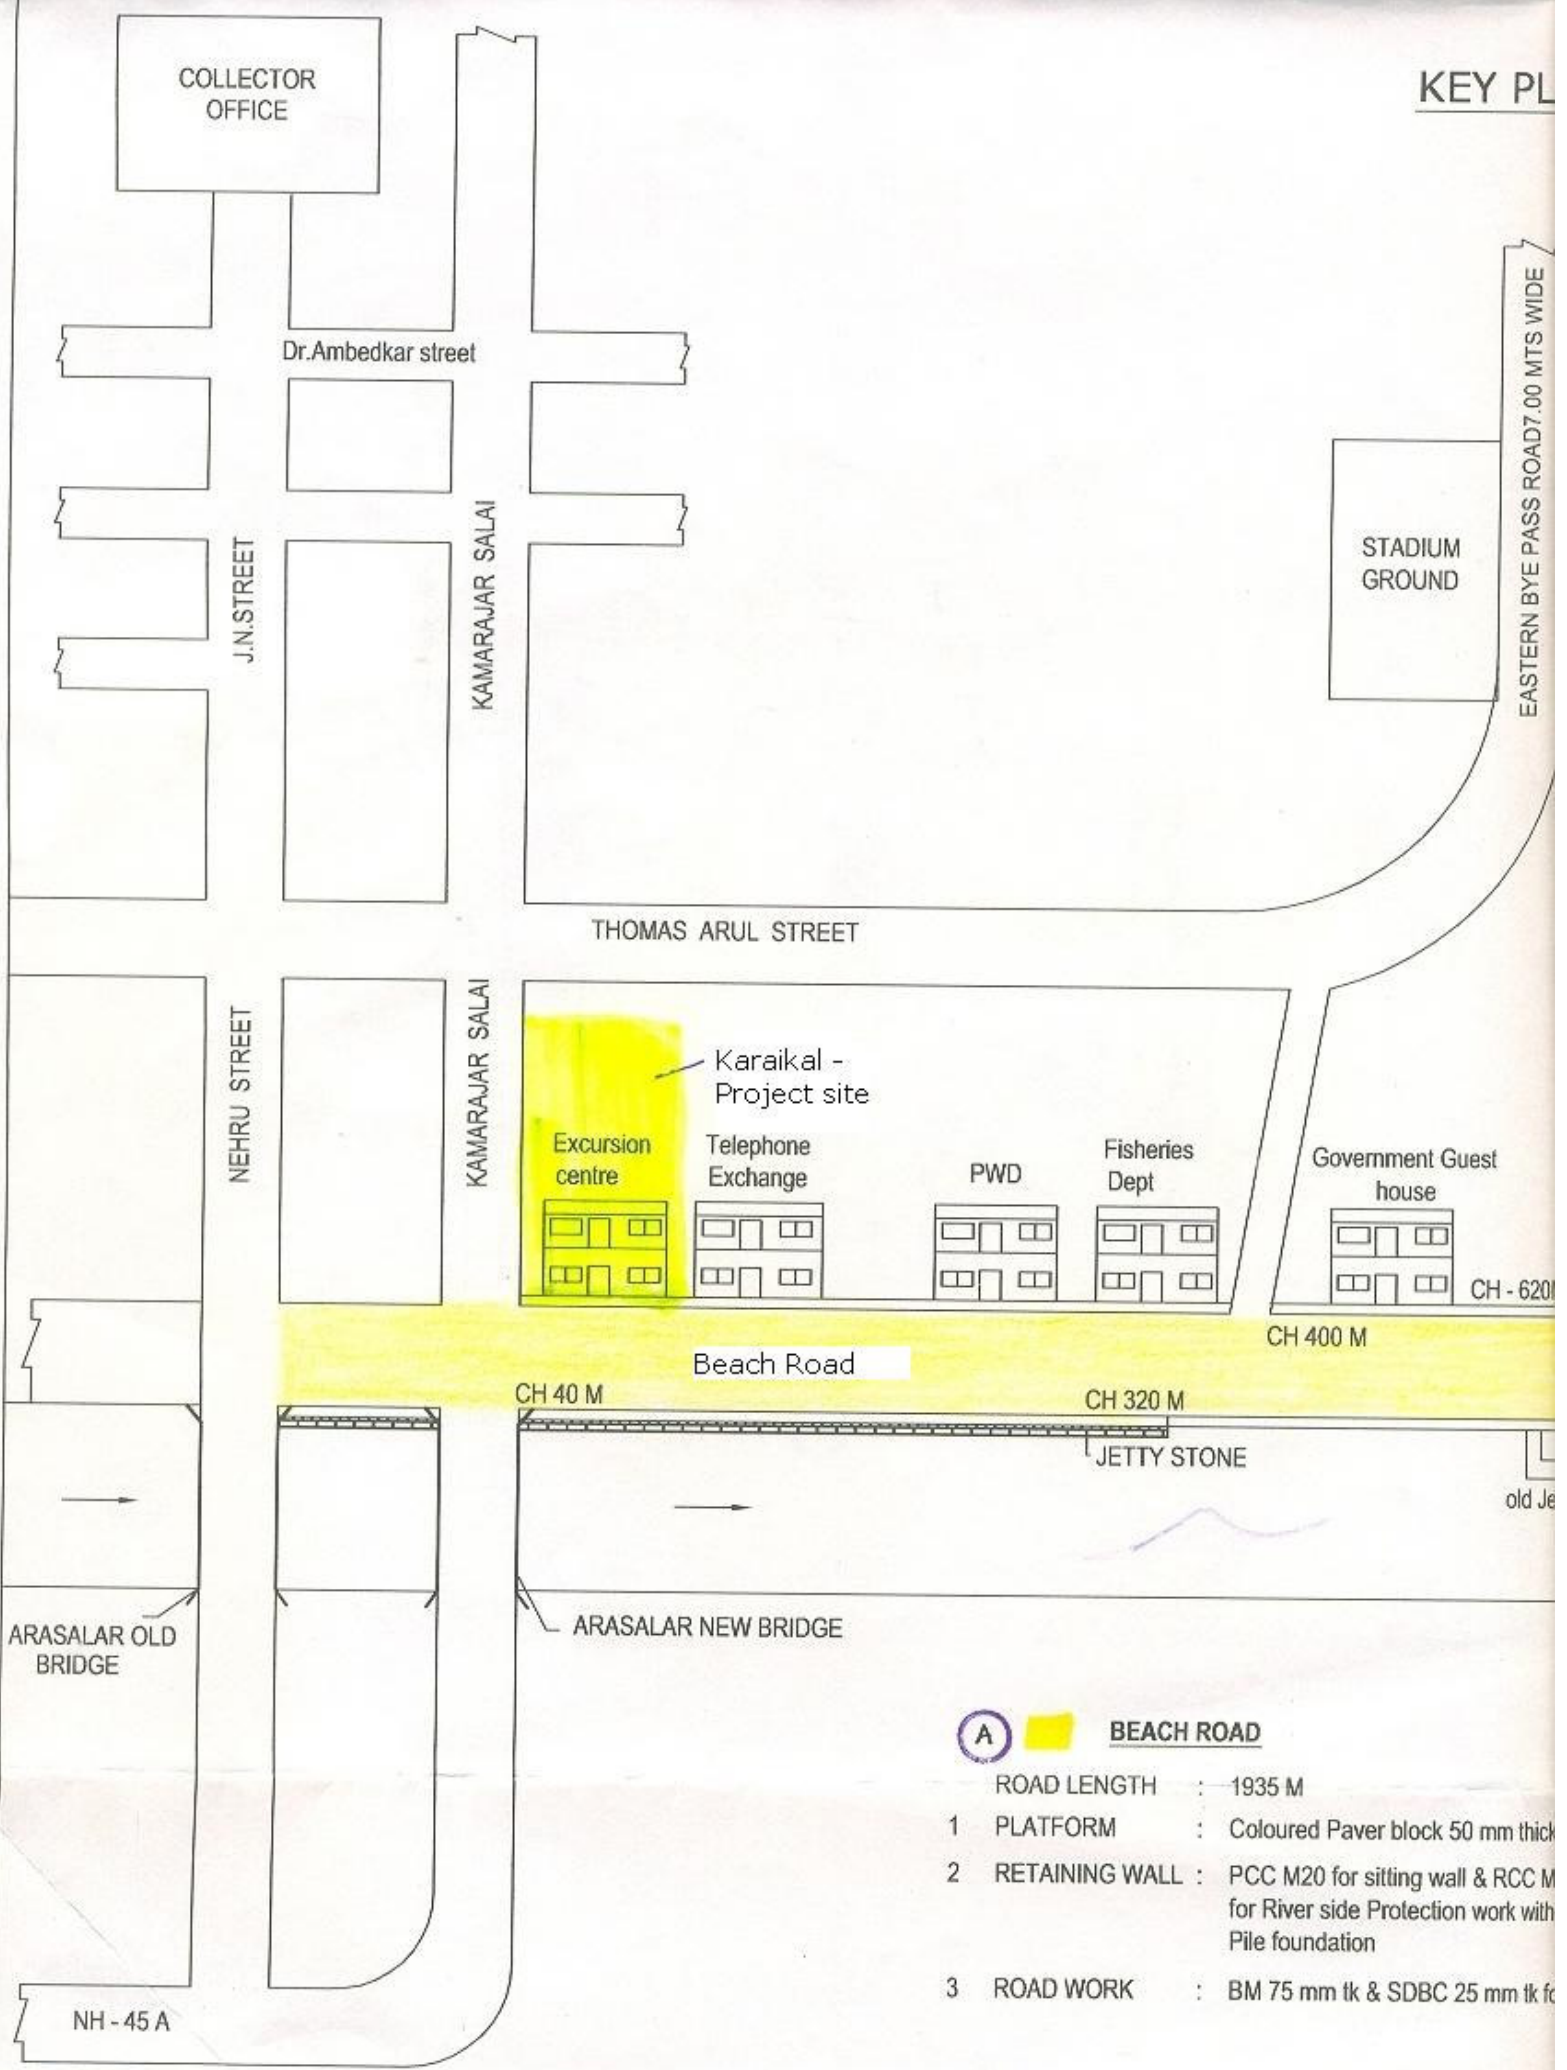 COLLECTOR
OFFICE
KEY PL
Dr.Ambedkar street
EASTERN BYE PASS ROAD7.00 MTS WIDE
STADIUM
GROUND
J.N.STREET
KAMARAJAR SALAI
THOMAS ARUL STREET
NEHRU STREET
KAMARAJAR SALAI
Karaikal -
Project site
Excursion
centre
Telephone
Exchange
PWD
Fisheries
Dept
Government Guest
house
CH - 620
CH 400 M
Beach Road
CH 40 M
CH 320 M
JETTY STONE
old Je
ARASALAR OLD
BRIDGE
ARASALAR NEW BRIDGE
A BEACH ROAD
ROAD LENGTH : 1935 M
1 PLATFORM : Coloured Paver block 50 mm thick
2 RETAINING WALL : PCC M20 for sitting wall & RCC M
for River side Protection work with
Pile foundation
3 ROAD WORK : BM 75 mm tk & SDBC 25 mm tk fo
NH - 45 A